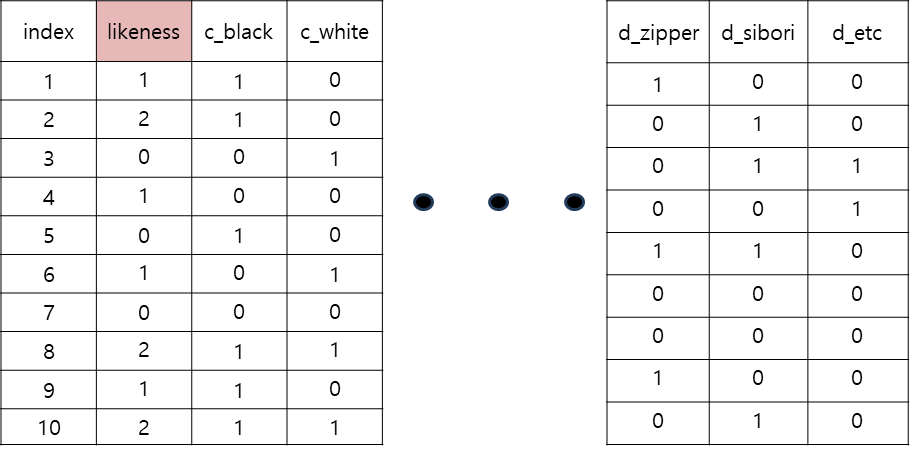 index likeness c_black c_white
1 1 1 0
2 2 1 0
3 0 0 1
4 1 0 0
5 0 1 0
6 1 0 1
7 0 0 0
8 2 1 1
9 1 1 0
10 2 1 1
d_zipper d_sibori d_etc
1 0 0
0 1 0
0 1 1
0 0 1
1 1 0
0 0 0
0 0 0
1 0 0
0 1 0